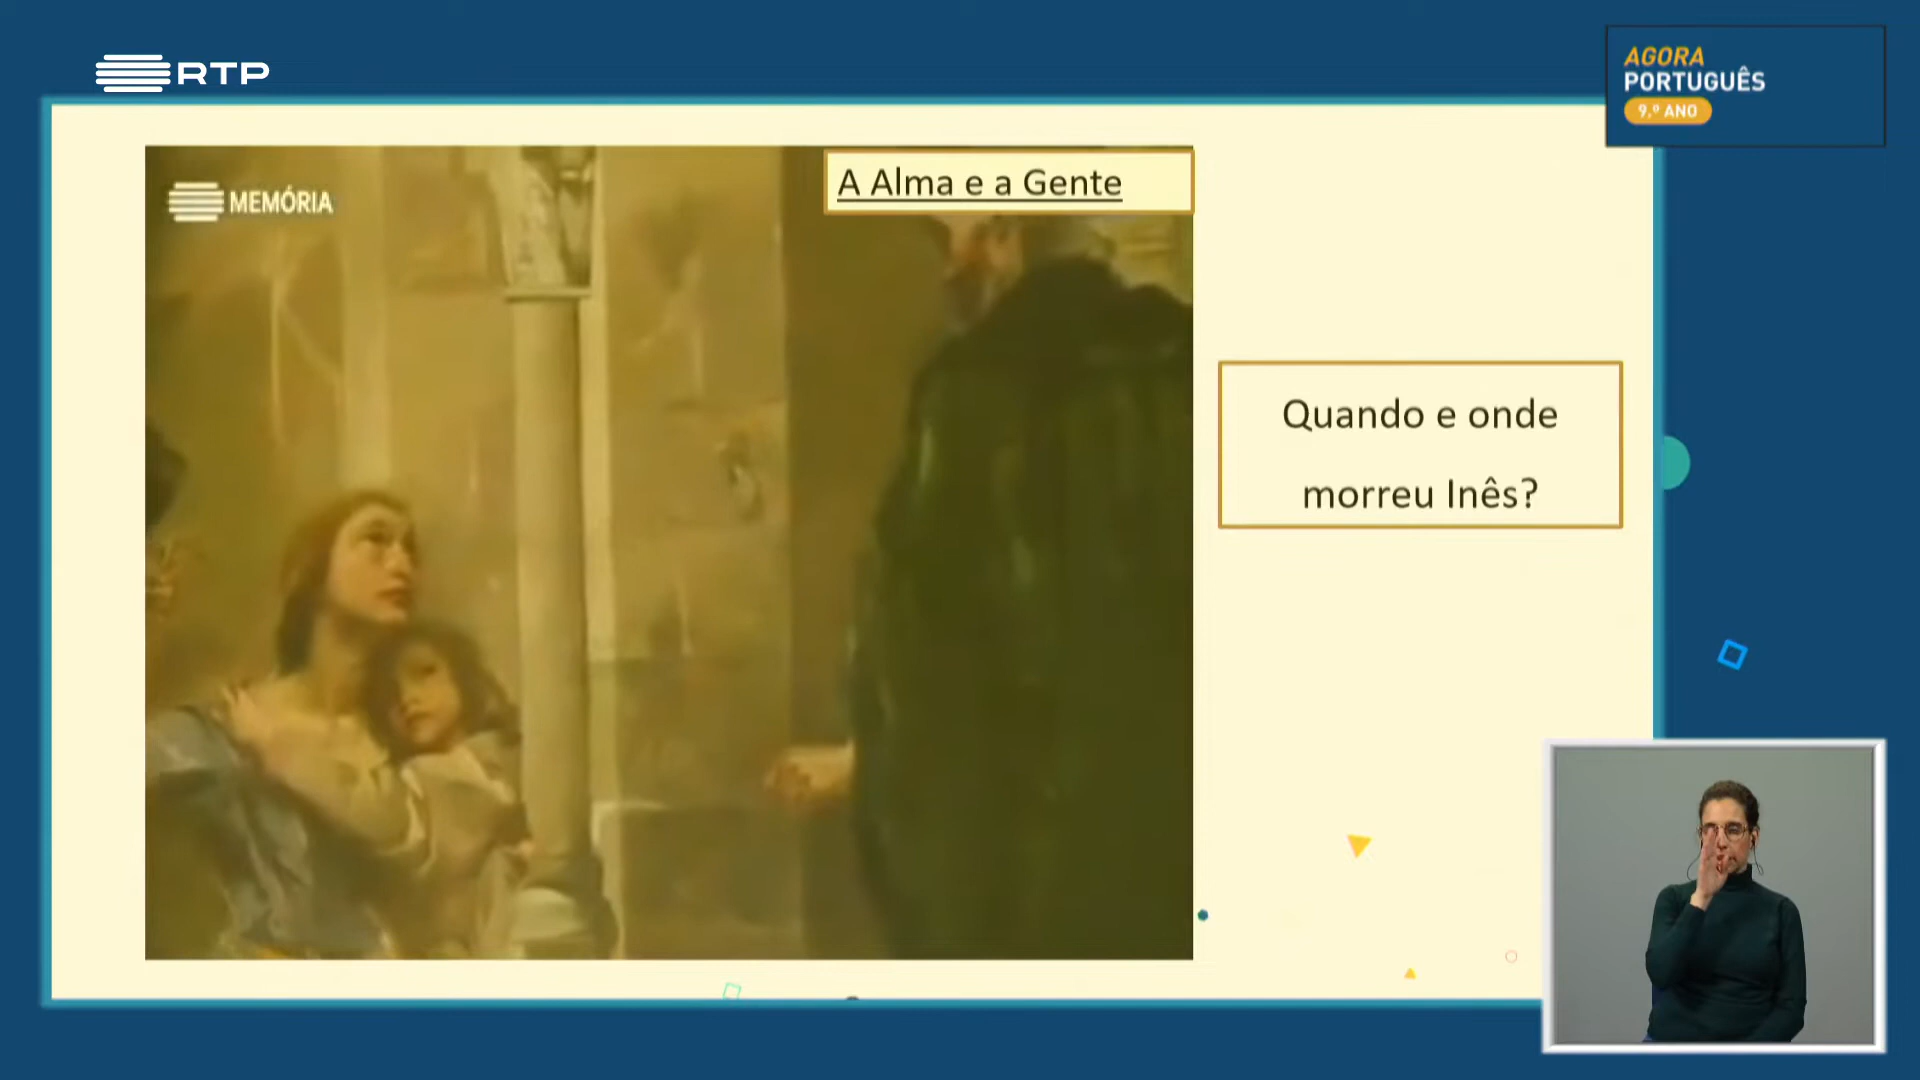 RTP
AGORA
PORTUGUÊS
9.º ANO
MEMÓRIA
A Alma e a Gente
Quando e onde
morreu Inês?